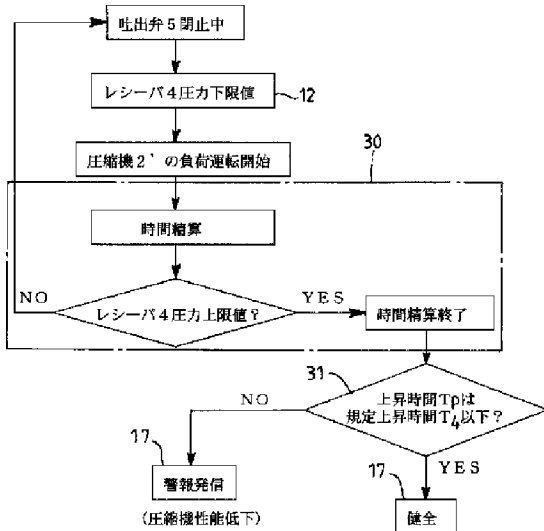 吐出弁5閉止中
レシーバ4圧力下限値
12
圧縮機2'の負荷運転開始
30
時間精算
NO
レシーバ4圧力上限値?
YES
時間精算終了
31
上昇時間Tpは
規定上昇時間T4以下?
NO
YES
17
警報発信
(圧縮機性能低下)
17
健全